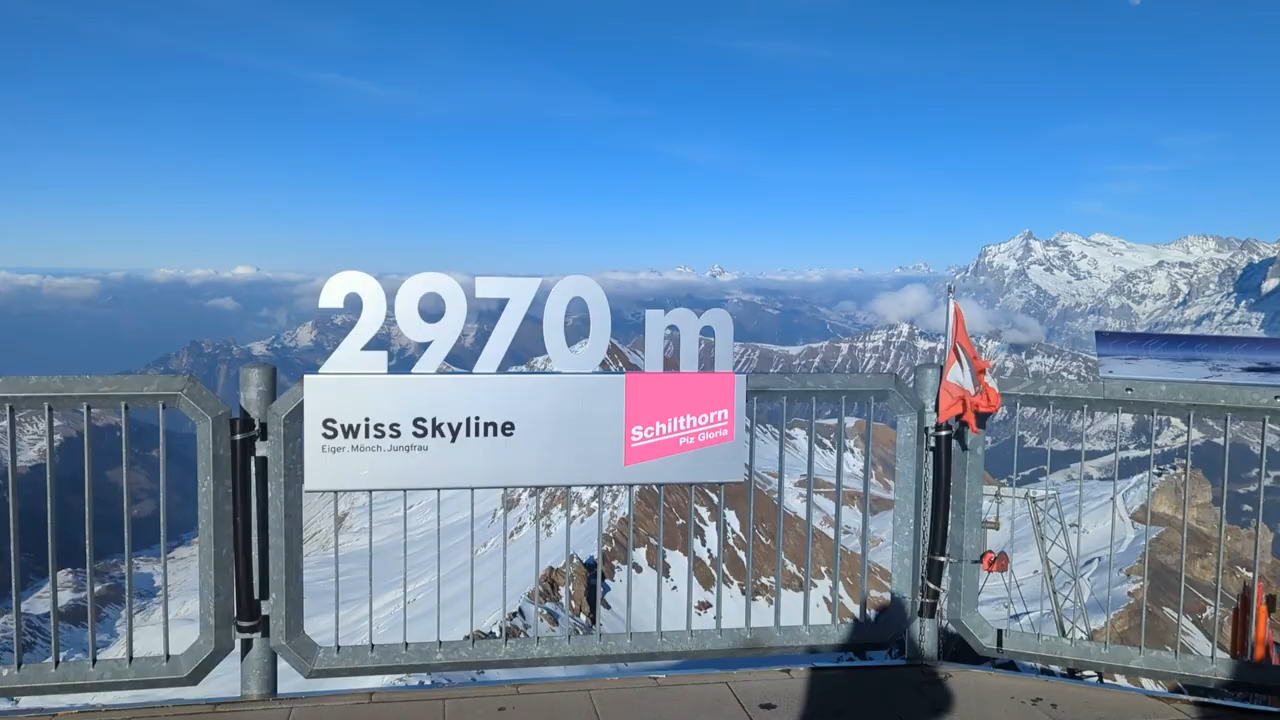 2970 m
Swiss Skyline
Eiger.Mönch.Jungfrau
Schilthorn
Piz Gloria